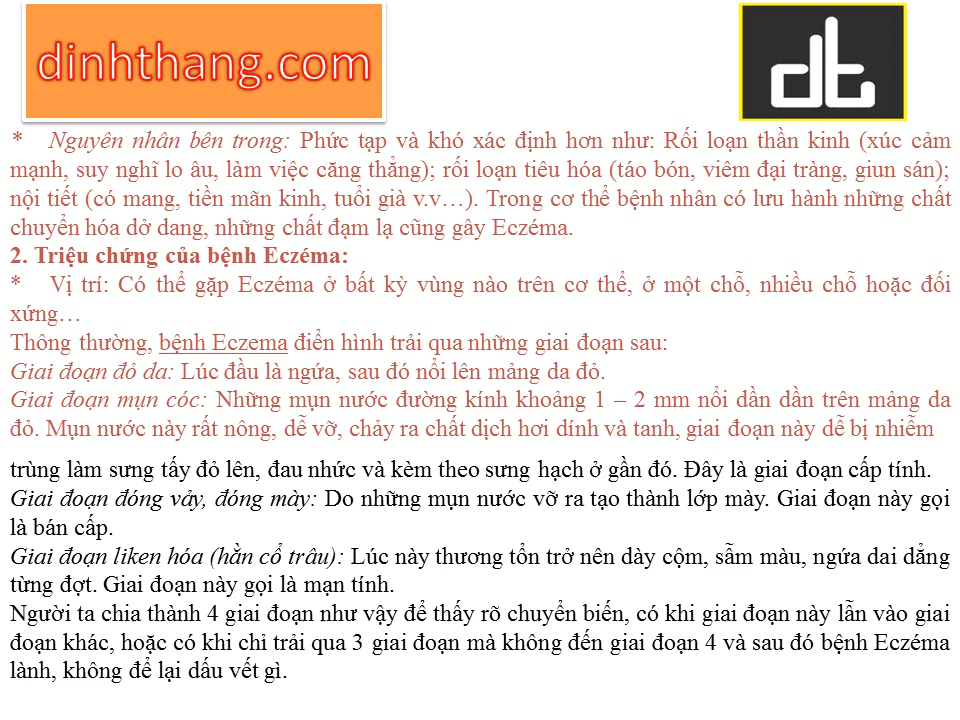 dinhthang.com
dt
* Nguyên nhân bên trong: Phức tạp và khó xác định hơn như: Rối loạn thần kinh (xúc cảm
mạnh, suy nghĩ lo âu, làm việc căng thẳng); rối loạn tiêu hóa (táo bón, viêm đại tràng, giun sán);
nội tiết (có mang, tiền mãn kinh, tuổi già v.v…). Trong cơ thể bệnh nhân có lưu hành những chất
chuyển hóa dở dang, những chất đạm lạ cũng gây Eczéma.
2. Triệu chứng của bệnh Eczéma:
* Vị trí: Có thể gặp Eczéma ở bất kỳ vùng nào trên cơ thể, ở một chỗ, nhiều chỗ hoặc đối
xứng…
Thông thường, bệnh Eczema điển hình trải qua những giai đoạn sau:
Giai đoạn đỏ da: Lúc đầu là ngứa, sau đó nổi lên mảng da đỏ.
Giai đoạn mụn cóc: Những mụn nước đường kính khoảng 1 – 2 mm nổi dần dần trên mảng da
đỏ. Mụn nước này rất nông, dễ vỡ, chảy ra chất dịch hơi dính và tanh, giai đoạn này dễ bị nhiễm
trùng làm sưng tấy đỏ lên, đau nhức và kèm theo sưng hạch ở gần đó. Đây là giai đoạn cấp tính.
Giai đoạn đóng vảy, đóng mày: Do những mụn nước vỡ ra tạo thành lớp mày. Giai đoạn này gọi
là bán cấp.
Giai đoạn liken hóa (hằn cổ trâu): Lúc này thương tổn trở nên dày cộm, sẫm màu, ngứa dai dẳng
từng đợt. Giai đoạn này gọi là mạn tính.
Người ta chia thành 4 giai đoạn như vậy để thấy rõ chuyển biến, có khi giai đoạn này lẫn vào giai
đoạn khác, hoặc có khi chỉ trải qua 3 giai đoạn mà không đến giai đoạn 4 và sau đó bệnh Eczéma
lành, không để lại dấu vết gì.